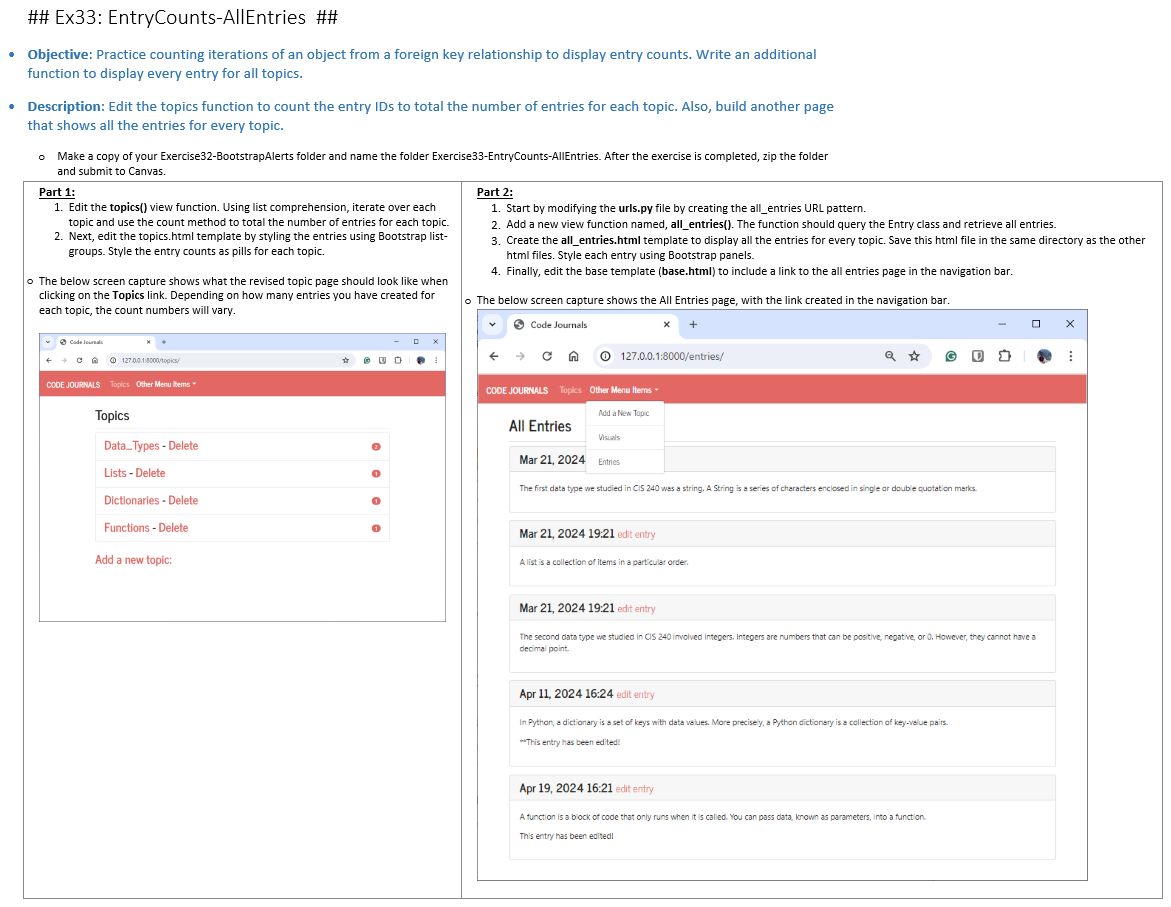 ## Ex33: EntryCounts-AllEntries ##
• Objective: Practice counting iterations of an object from a foreign key relationship to display entry counts. Write an additional
function to display every entry for all topics.
• Description: Edit the topics function to count the entry IDs to total the number of entries for each topic. Also, build another page
that shows all the entries for every topic.
o Make a copy of your Exercise32-BootstrapAlerts folder and name the folder Exercise33-EntryCounts-AllEntries. After the exercise is completed, zip the folder
and submit to Canvas.
Part 1:
1. Edit the topics() view function. Using list comprehension, iterate over each
topic and use the count method to total the number of entries for each topic.
2. Next, edit the topics.html template by styling the entries using Bootstrap list-
groups. Style the entry counts as pills for each topic.
o The below screen capture shows what the revised topic page should look like when
clicking on the Topics link. Depending on how many entries you have created for
each topic, the count numbers will vary.
Code Journals
127.0.0.1:8000/topics/
CODE JOURNALS Topics Other Menu Items
Topics
Data_Types - Delete 2
Lists - Delete 1
Dictionaries - Delete 1
Functions - Delete 1
Add a new topic:
Part 2:
1. Start by modifying the urls.py file by creating the all_entries URL pattern.
2. Add a new view function named, all_entries(). The function should query the Entry class and retrieve all entries.
3. Create the all_entries.html template to display all the entries for every topic. Save this html file in the same directory as the other
html files. Style each entry using Bootstrap panels.
4. Finally, edit the base template (base.html) to include a link to the all entries page in the navigation bar.
o The below screen capture shows the All Entries page, with the link created in the navigation bar.
Code Journals
127.0.0.1:8000/entries/
CODE JOURNALS Topics Other Menu Items
Add a New Topic
Visuals
Entries
All Entries
Mar 21, 2024
The first data type we studied in CIS 240 was a string. A String is a series of characters enclosed in single or double quotation marks.
Mar 21, 2024 19:21 edit entry
A list is a collection of items in a particular order.
Mar 21, 2024 19:21 edit entry
The second data type we studied in CIS 240 involved integers. Integers are numbers that can be positive, negative, or 0. However, they cannot have a
decimal point.
Apr 11, 2024 16:24 edit entry
In Python, a dictionary is a set of keys with data values. More precisely, a Python dictionary is a collection of key-value pairs.
**This entry has been edited!
Apr 19, 2024 16:21 edit entry
A function is a block of code that only runs when it is called. You can pass data, known as parameters, into a function.
This entry has been edited!